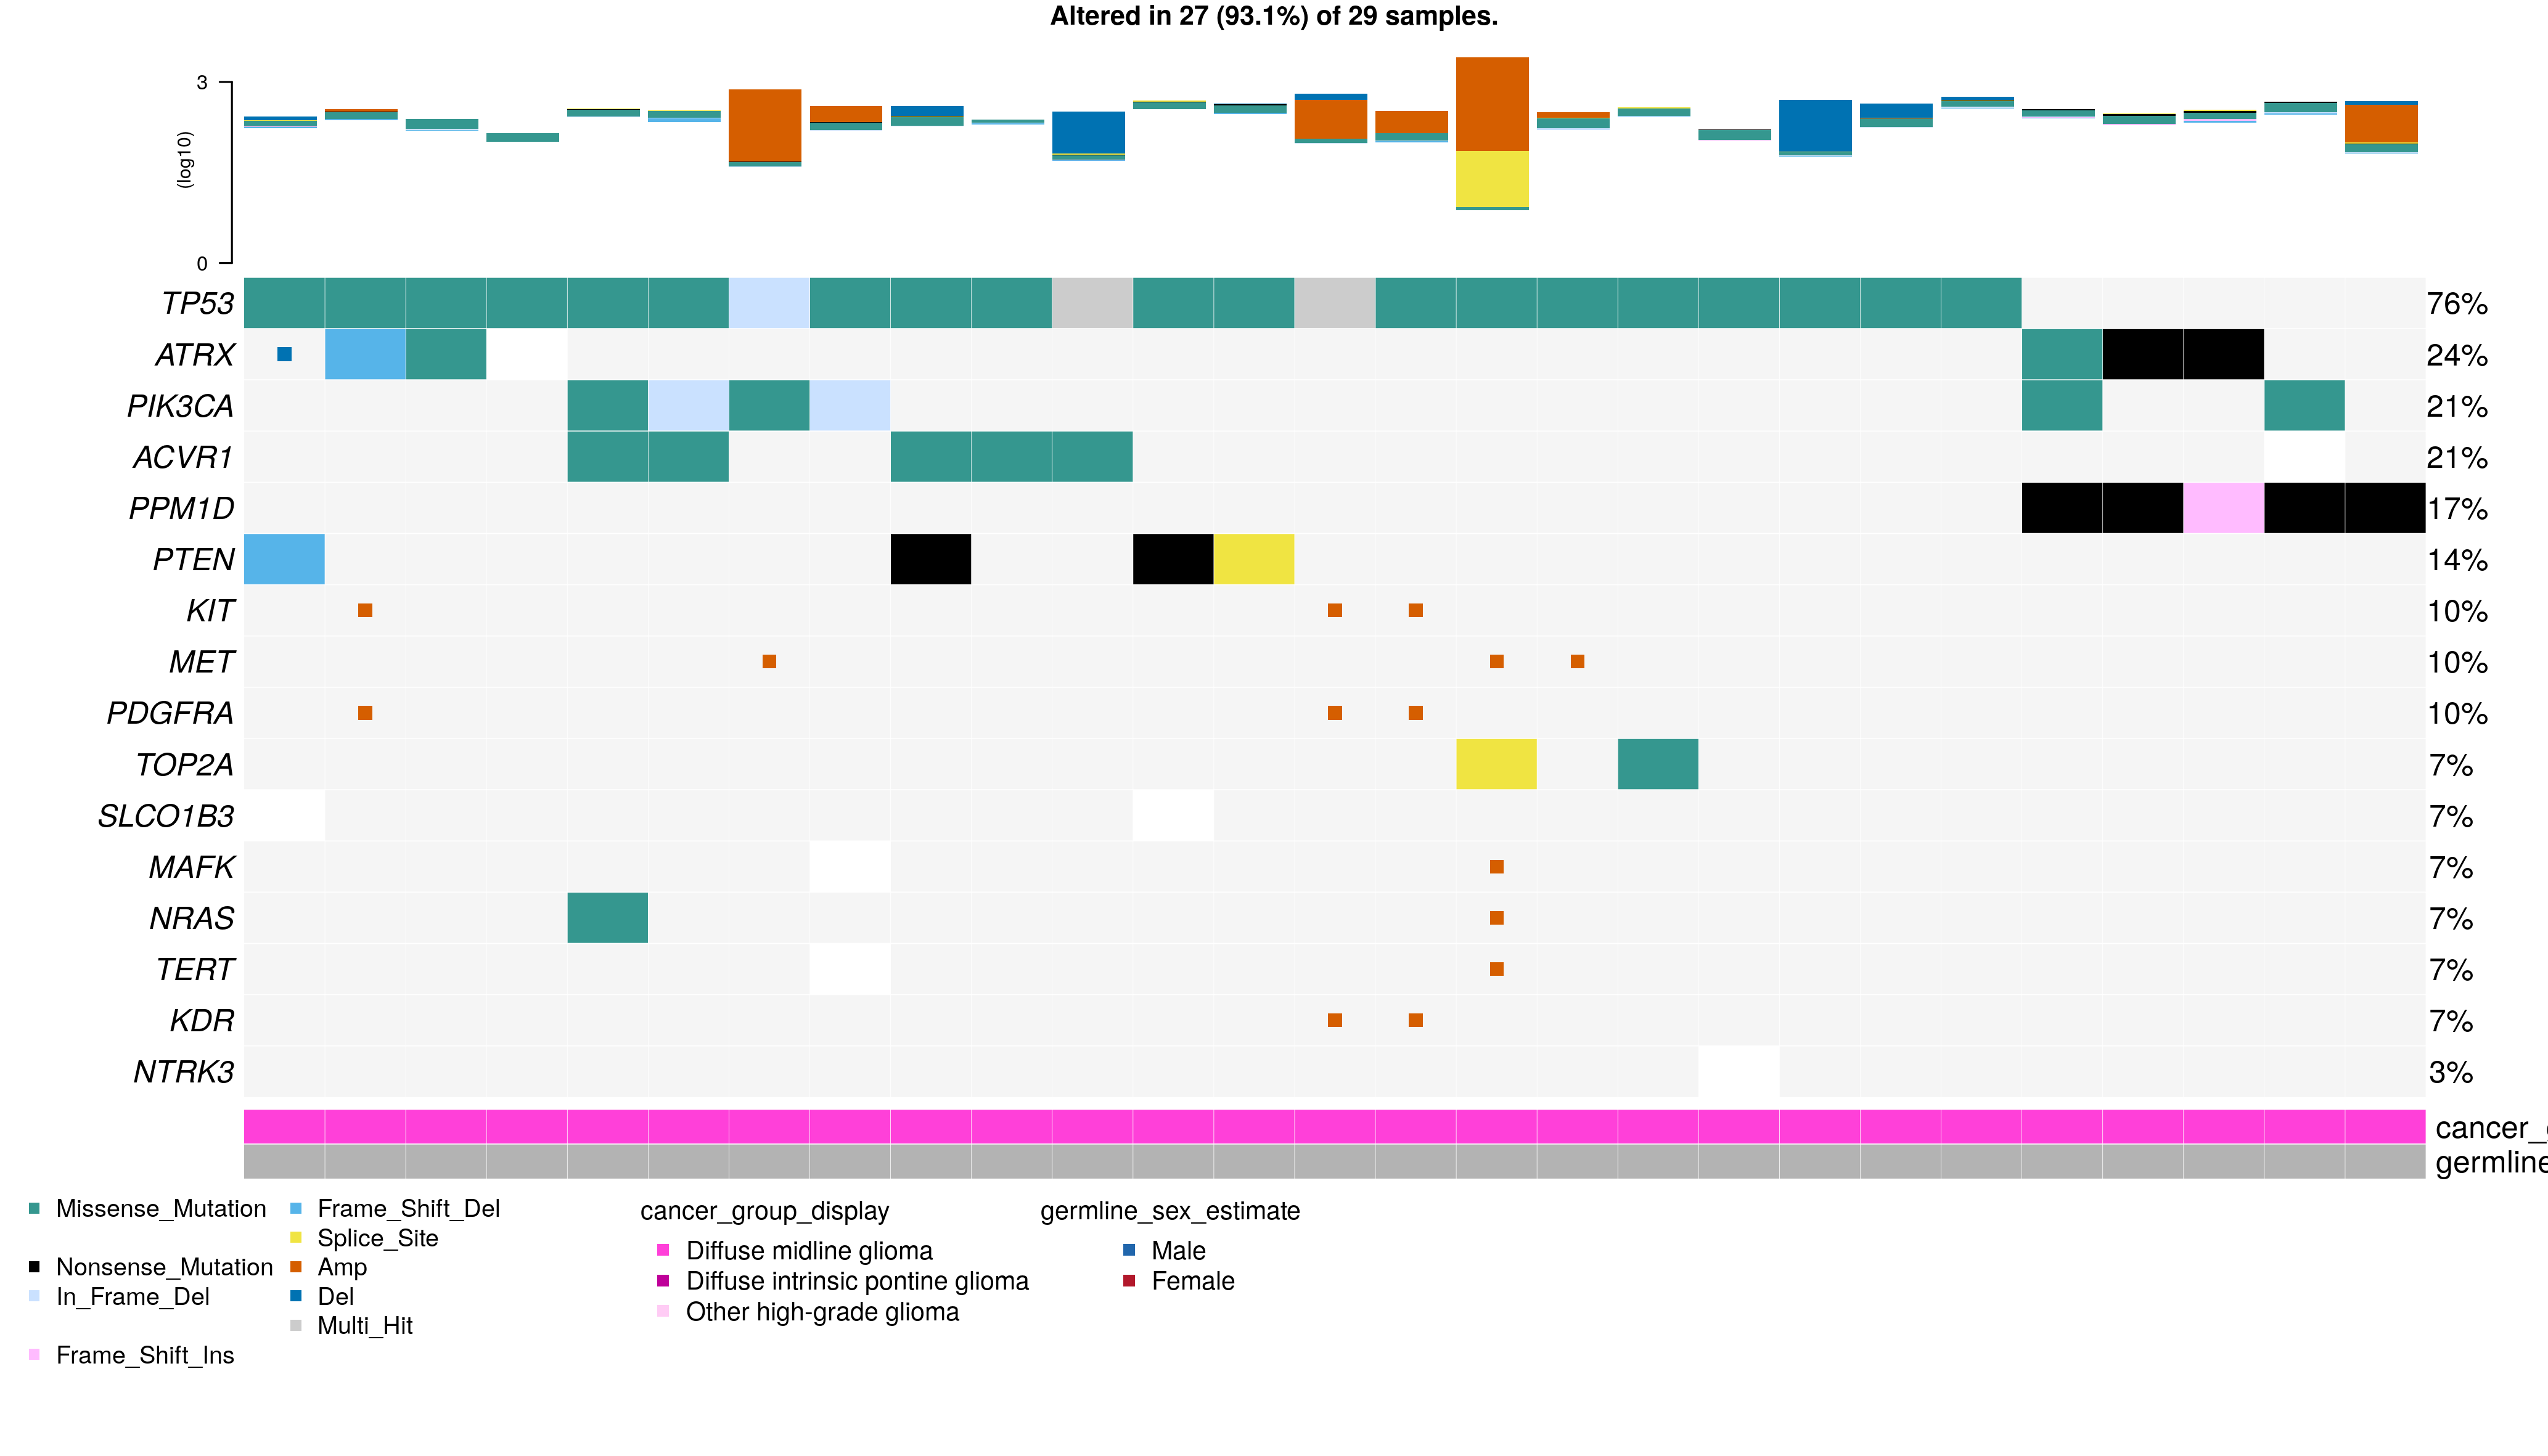 Altered in 27 (93.1%) of 29 samples.
3
(log10)
0
TP53 76%
ATRX 24%
PIK3CA 21%
ACVR1 21%
PPM1D 17%
PTEN 14%
KIT 10%
MET 10%
PDGFRA 10%
TOP2A 7%
SLCO1B3 7%
MAFK 7%
NRAS 7%
TERT 7%
KDR 7%
NTRK3 3%
cancer_
germline
Missense_Mutation
Nonsense_Mutation
In_Frame_Del
Frame_Shift_Ins
Frame_Shift_Del
Splice_Site
Amp
Del
Multi_Hit
cancer_group_display
Diffuse midline glioma
Diffuse intrinsic pontine glioma
Other high-grade glioma
germline_sex_estimate
Male
Female